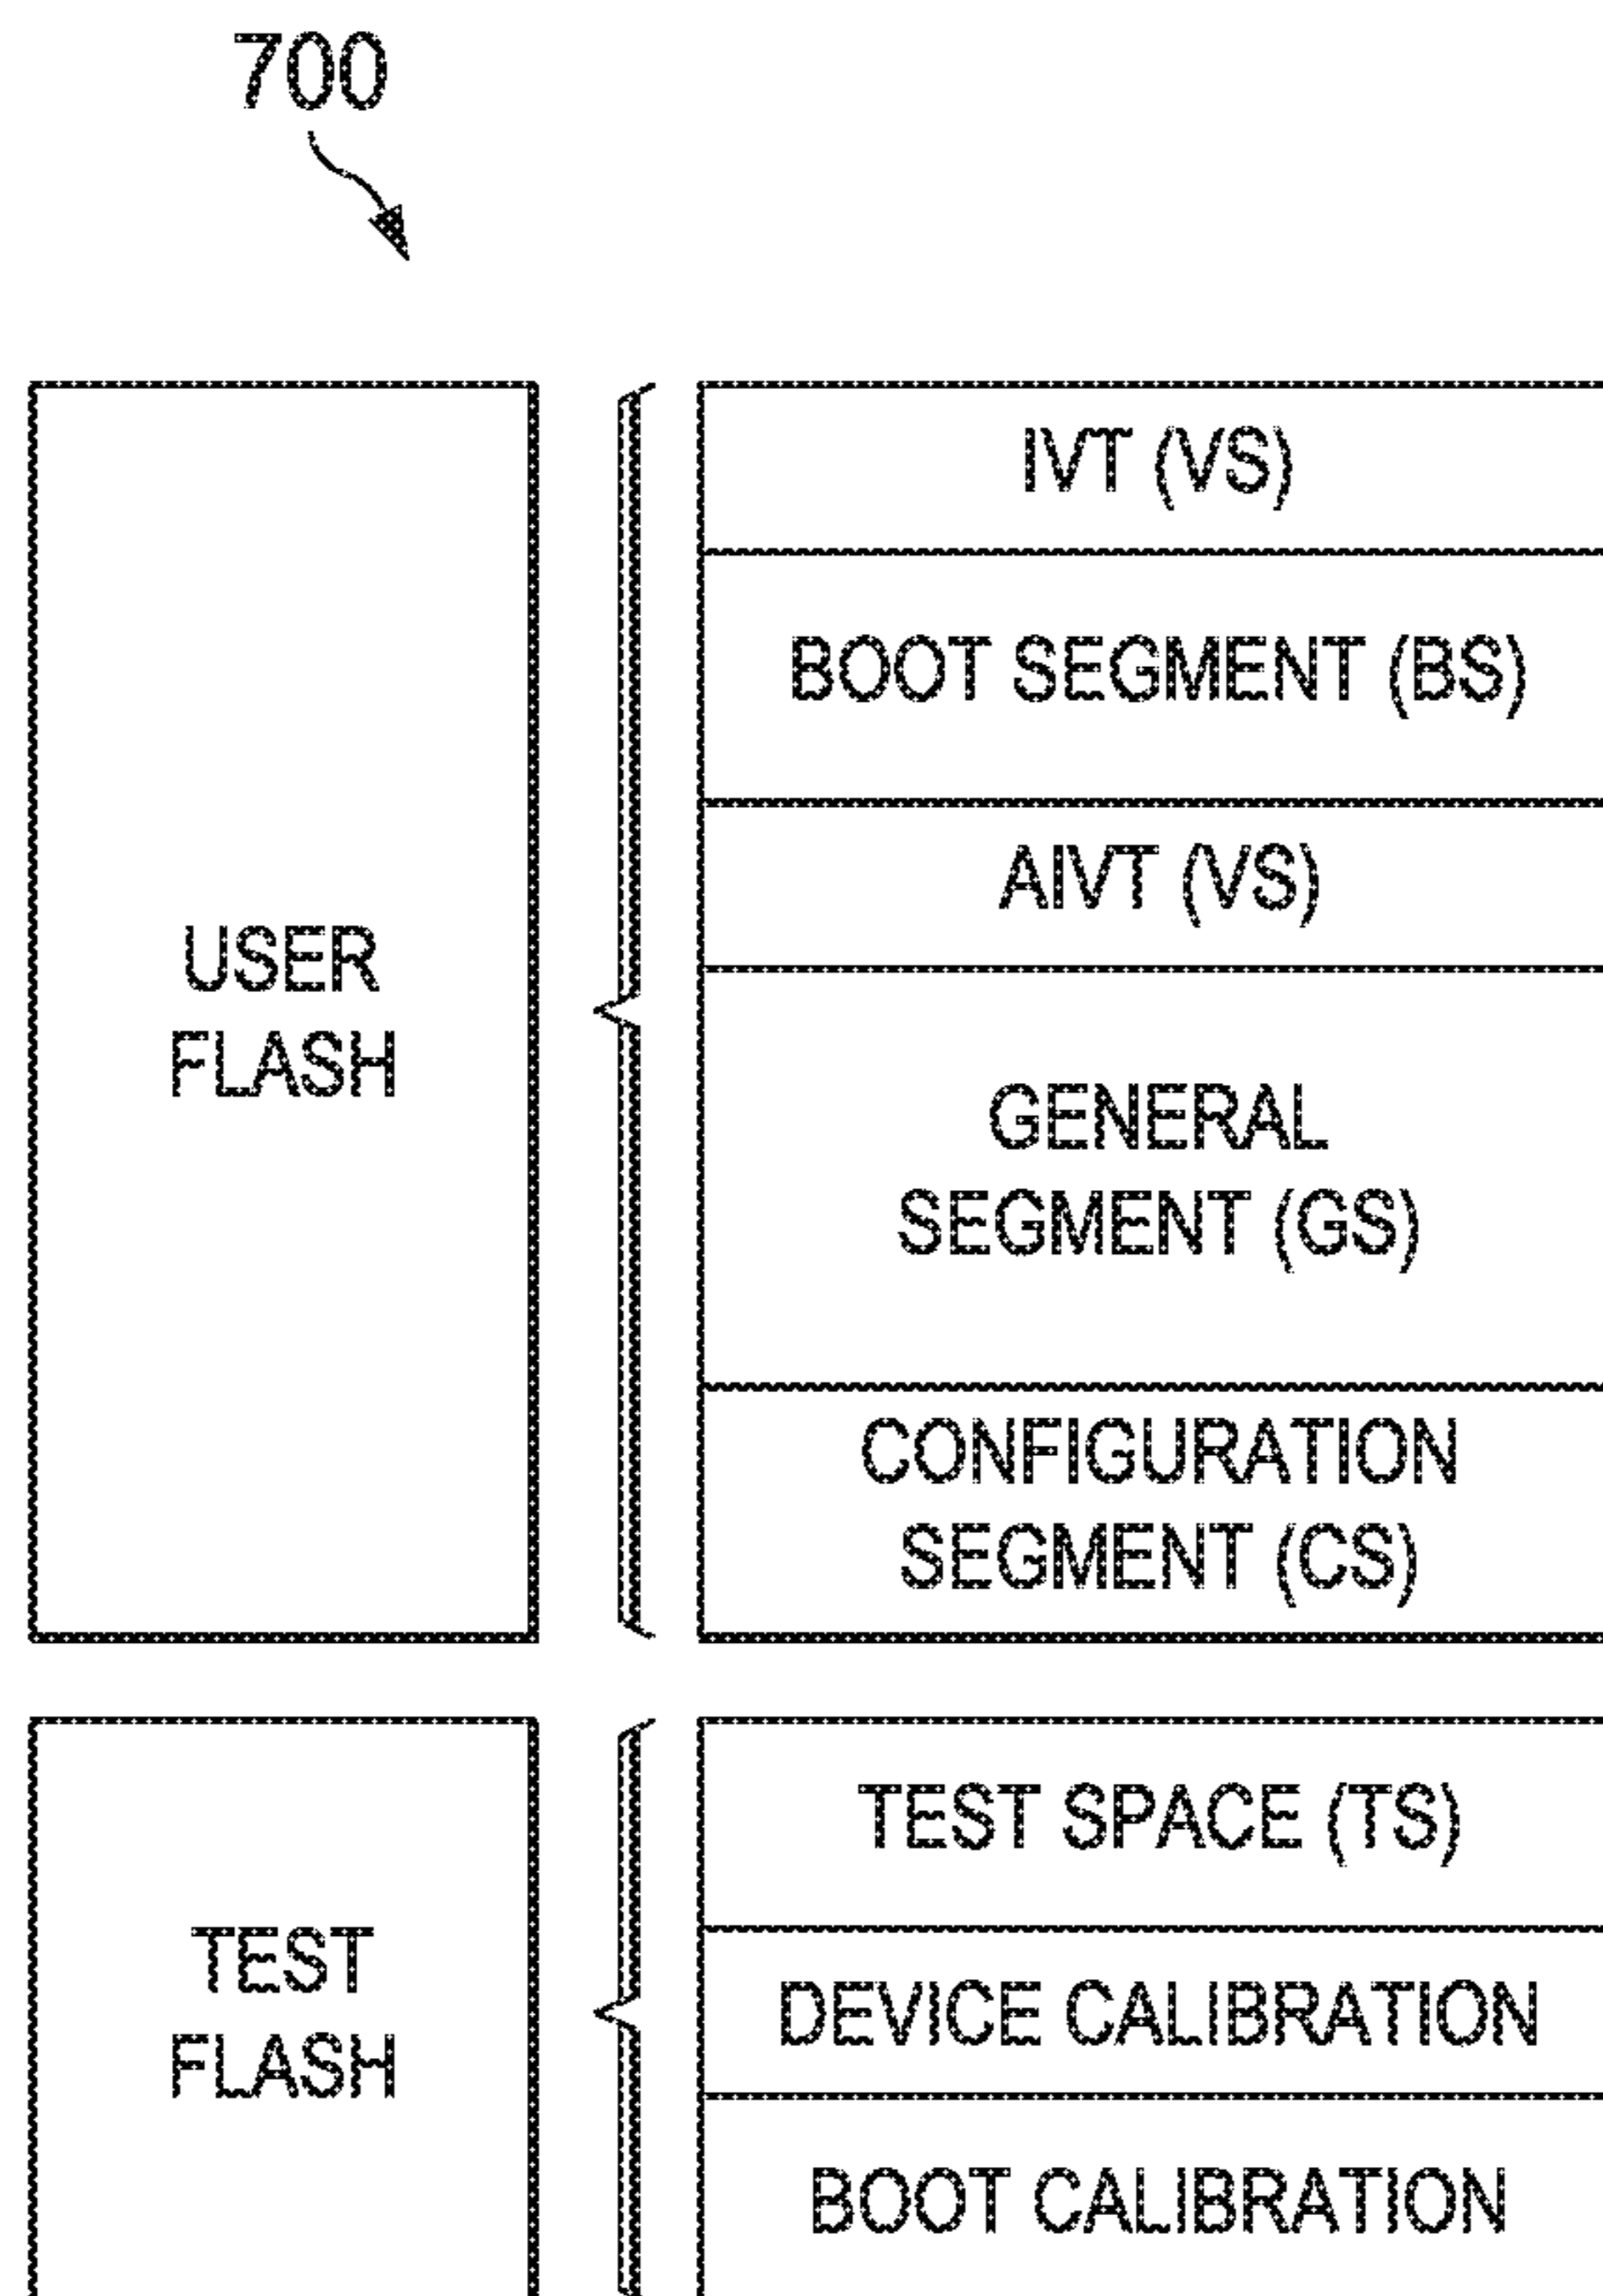 700
USER
FLASH
IVT (VS)
BOOT SEGMENT (BS)
AIVT (VS)
GENERAL
SEGMENT (GS)
CONFIGURATION
SEGMENT (CS)
TEST
FLASH
TEST SPACE (TS)
DEVICE CALIBRATION
BOOT CALIBRATION